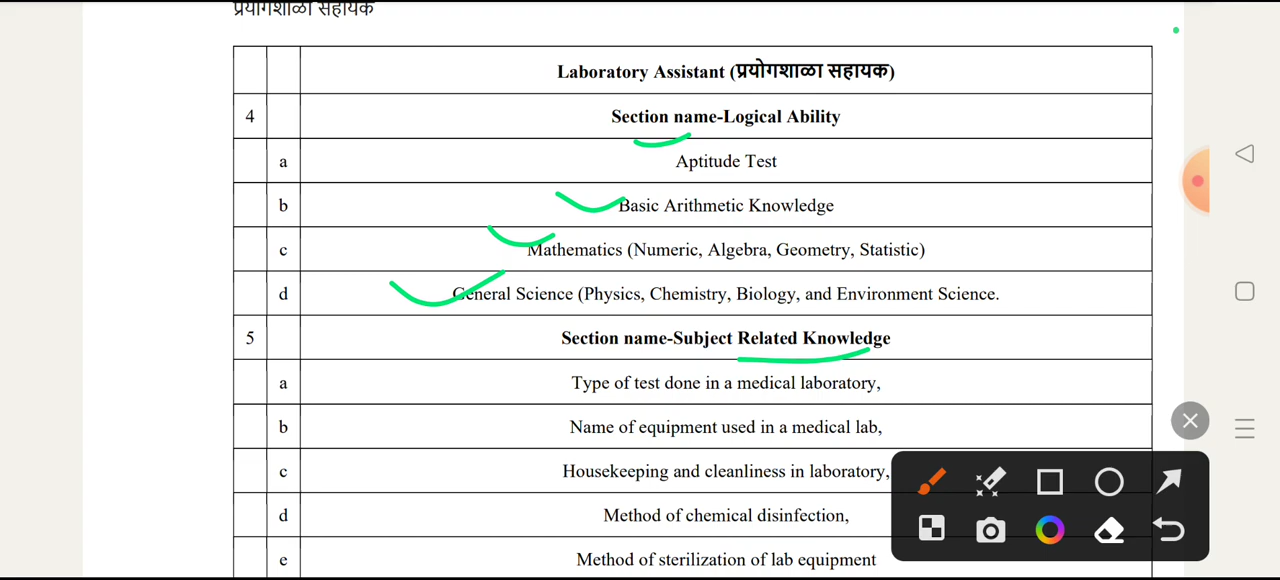 प्रयोगशाळा सहायक
Laboratory Assistant (प्रयोगशाळा सहायक)
4 Section name-Logical Ability
a Aptitude Test
b Basic Arithmetic Knowledge
c Mathematics (Numeric, Algebra, Geometry, Statistic)
d General Science (Physics, Chemistry, Biology, and Environment Science.
5 Section name-Subject Related Knowledge
a Type of test done in a medical laboratory,
b Name of equipment used in a medical lab,
c Housekeeping and cleanliness in laboratory,
d Method of chemical disinfection,
e Method of sterilization of lab equipment